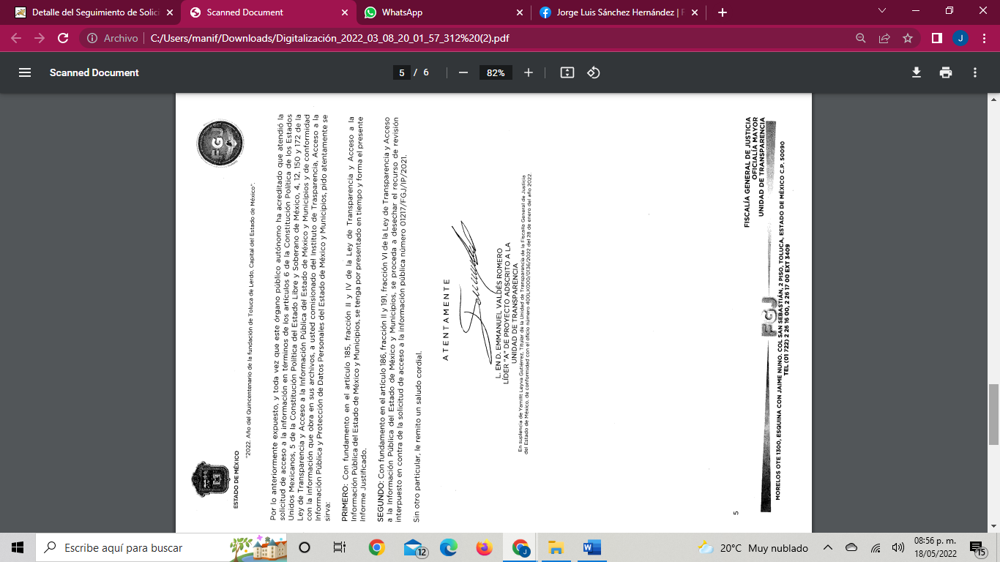 Detalle del Seguimiento de Solici
Scanned Document
WhatsApp
Jorge Luis Sánchez Hernández | F
Archivo
C:/Users/manif/Downloads/Digitalización_2022_03_08_20_01_57_312%20(2).pdf
J
Scanned Document
5 / 6
82%
FGJ
ESTADO DE MÉXICO
"2022. Año del Quincentenario de la fundación de Toluca de Lerdo, Capital del Estado de México".
Por lo anteriormente expuesto, y toda vez que este órgano público autónomo ha acreditado que atendió la
solicitud de acceso a la información en términos de los artículos 6 de la Constitución Política de los Estados
Unidos Mexicanos, 5 de la Constitución Política del Estado Libre y Soberano de México, 4, 12, 150 y 172 de la
Ley de Transparencia y Acceso a la Información Pública del Estado de México y Municipios y de conformidad
con la información que obra en sus archivos, a usted comisionado del Instituto de Trasparencia, Acceso a la
Información Pública y Protección de Datos Personales del Estado de México y Municipios, pido atentamente se
sirva:
PRIMERO: Con fundamento en el artículo 185, fracción II y IV de la Ley de Transparencia y Acceso a la
Información Pública del Estado de México y Municipios, se tenga por presentado en tiempo y forma el presente
Informe Justificado.
SEGUNDO: Con fundamento en el artículo 186, fracción II y 191, fracción VI de la Ley de Transparencia y Acceso
a la Información Pública del Estado de México y Municipios, se proceda a desechar el recurso de revisión
interpuesto en contra de la solicitud de acceso a la información pública número 01217/FGJ/IP/2021.
Sin otro particular, le remito un saludo cordial.
A T E N T A M E N T E
L. EN D. EMMANUEL VALDÉS ROMERO
LÍDER "A" DE PROYECTO ADSCRITO A LA
UNIDAD DE TRANSPARENCIA
En suplencia de Yamilit Leyva Gutiérrez, Titular de la Unidad de Transparencia de la Fiscalía General de Justicia
del Estado de México, de conformidad con el oficio número 400LK000/0136/2022 del 28 de enero del año 2022.
5
FISCALÍA GENERAL DE JUSTICIA
OFICIALÍA MAYOR
UNIDAD DE TRANSPARENCIA
FGJ
MORELOS OTE 1300, ESQUINA CON JAIME NUNO. COL SAN SEBASTIÁN, 2 PISO, TOLUCA, ESTADO DE MÉXICO C.P. 50090
TEL (01 722) 2 26 16 00, 2 26 17 00 EXT 3409
Escribe aquí para buscar
12
J
20°C Muy nublado
08:56 p. m.
18/05/2022
15